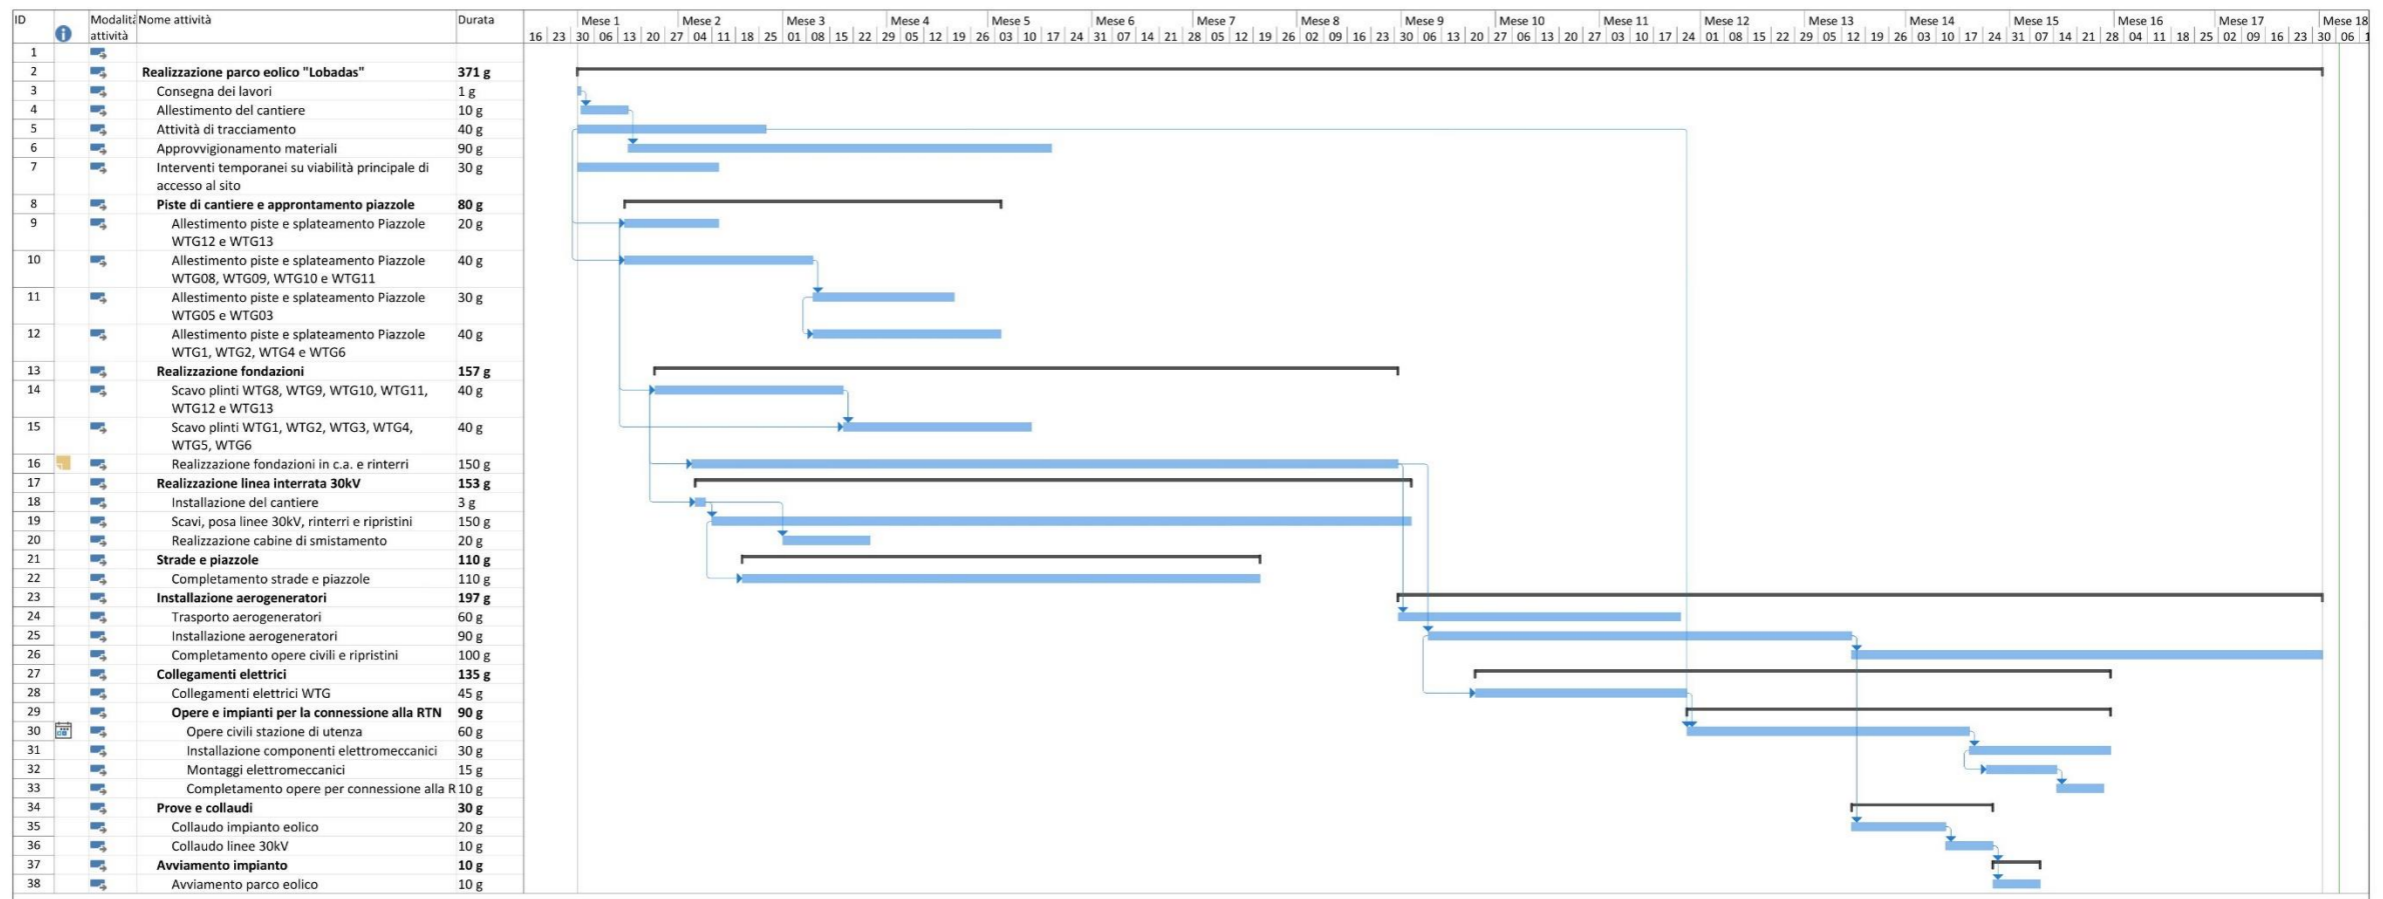 ID Modalità attività Nome attività Durata Mese 1 Mese 2 Mese 3 Mese 4 Mese 5 Mese 6 Mese 7 Mese 8 Mese 9 Mese 10 Mese 11 Mese 12 Mese 13 Mese 14 Mese 15 Mese 16 Mese 17 Mese 18
16 23 30 06 13 20 27 04 11 18 25 01 08 15 22 29 05 12 19 26 03 10 17 24 31 07 14 21 28 05 12 19 26 02 09 16 23 30 06 13 20 27 06 13 20 27 03 10 17 24 01 08 15 22 29 05 12 19 26 03 10 17 24 31 07 14 21 28 04 11 18 25 02 09 16 23 30 06
1
2 Realizzazione parco eolico "Lobadas" 371 g
3 Consegna dei lavori 1 g
4 Allestimento del cantiere 10 g
5 Attività di tracciamento 40 g
6 Approvvigionamento materiali 90 g
7 Interventi temporanei su viabilità principale di 30 g
accesso al sito
8 Piste di cantiere e approntamento piazzole 80 g
9 Allestimento piste e splateamento Piazzole 20 g
WTG12 e WTG13
10 Allestimento piste e splateamento Piazzole 40 g
WTG08, WTG09, WTG10 e WTG11
11 Allestimento piste e splateamento Piazzole 30 g
WTG05 e WTG03
12 Allestimento piste e splateamento Piazzole 40 g
WTG1, WTG2, WTG4 e WTG6
13 Realizzazione fondazioni 157 g
14 Scavo plinti WTG8, WTG9, WTG10, WTG11, 40 g
WTG12 e WTG13
15 Scavo plinti WTG1, WTG2, WTG3, WTG4, 40 g
WTG5, WTG6
16 Realizzazione fondazioni in c.a. e rinterri 150 g
17 Realizzazione linea interrata 30kV 153 g
18 Installazione del cantiere 3 g
19 Scavi, posa linee 30kV, rinterri e ripristini 150 g
20 Realizzazione cabine di smistamento 20 g
21 Strade e piazzole 110 g
22 Completamento strade e piazzole 110 g
23 Installazione aerogeneratori 197 g
24 Trasporto aerogeneratori 60 g
25 Installazione aerogeneratori 90 g
26 Completamento opere civili e ripristini 100 g
27 Collegamenti elettrici 135 g
28 Collegamenti elettrici WTG 45 g
29 Opere e impianti per la connessione alla RTN 90 g
30 Opere civili stazione di utenza 60 g
31 Installazione componenti elettromeccanici 30 g
32 Montaggi elettromeccanici 15 g
33 Completamento opere per connessione alla R 10 g
34 Prove e collaudi 30 g
35 Collaudo impianto eolico 20 g
36 Collaudo linee 30kV 10 g
37 Avviamento impianto 10 g
38 Avviamento parco eolico 10 g